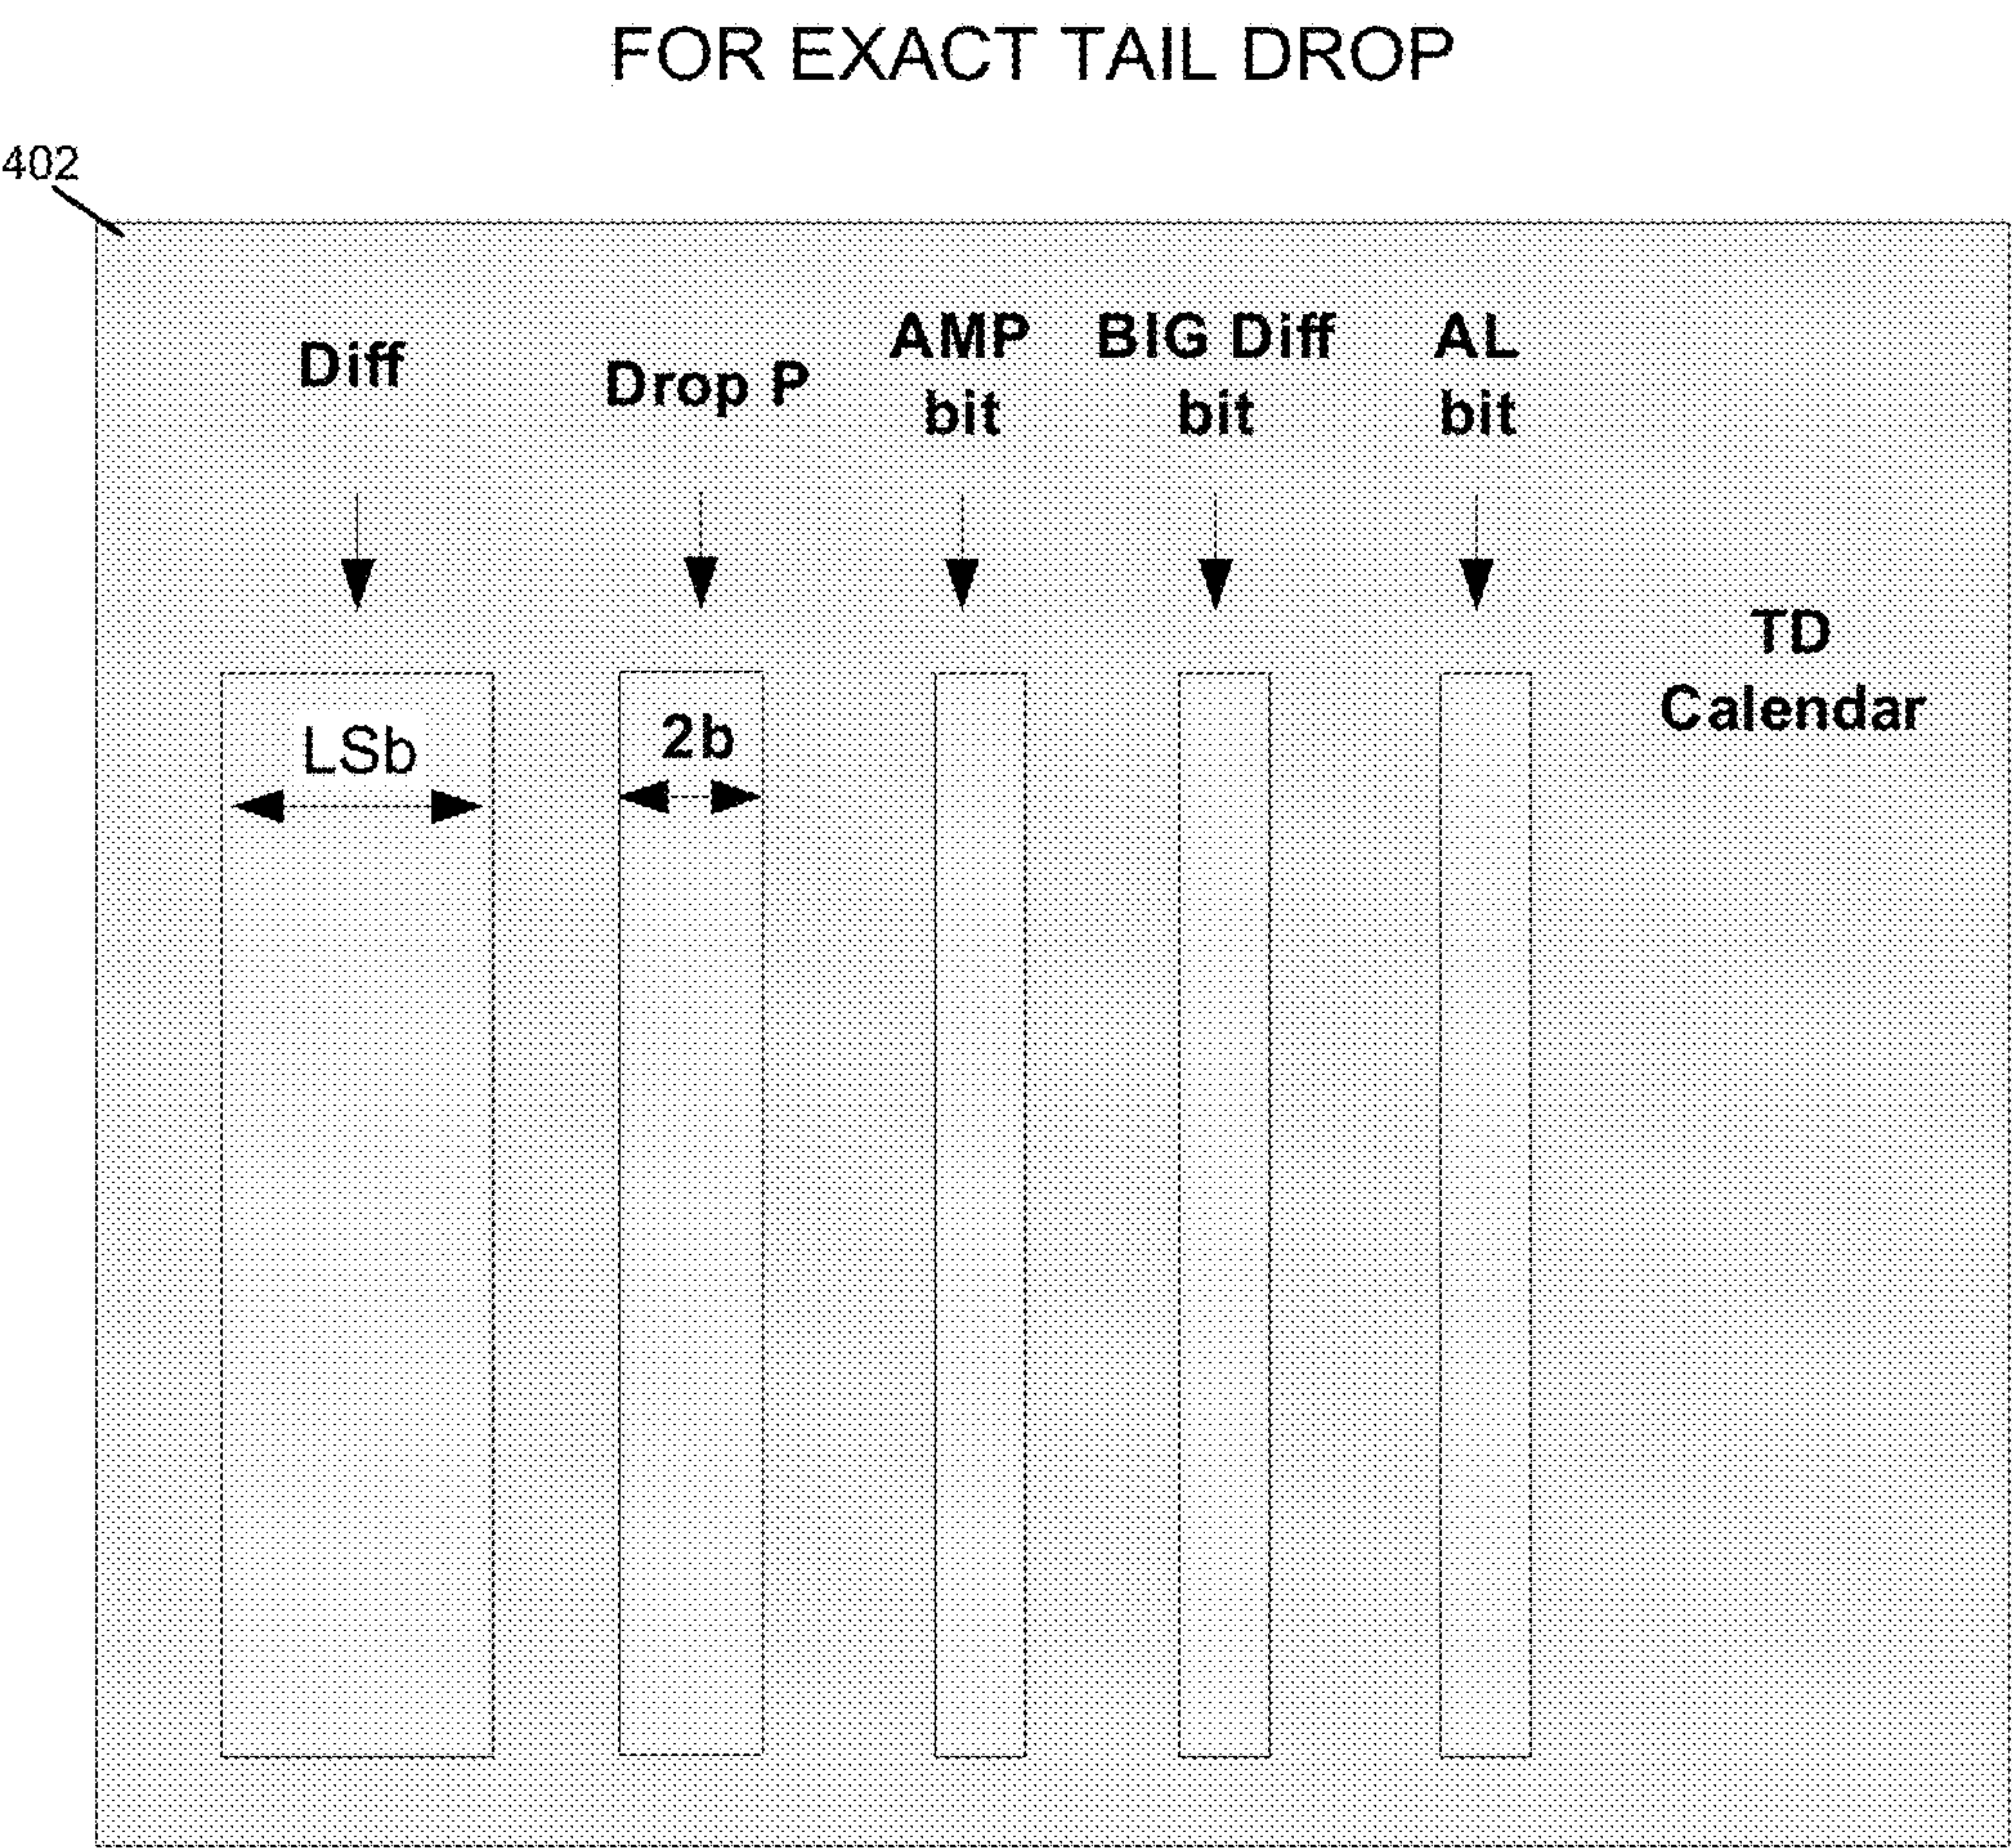 FOR EXACT TAIL DROP
402
Diff
Drop P
AMP
bit
BIG Diff
bit
AL
bit
TD
Calendar
LSb
2b